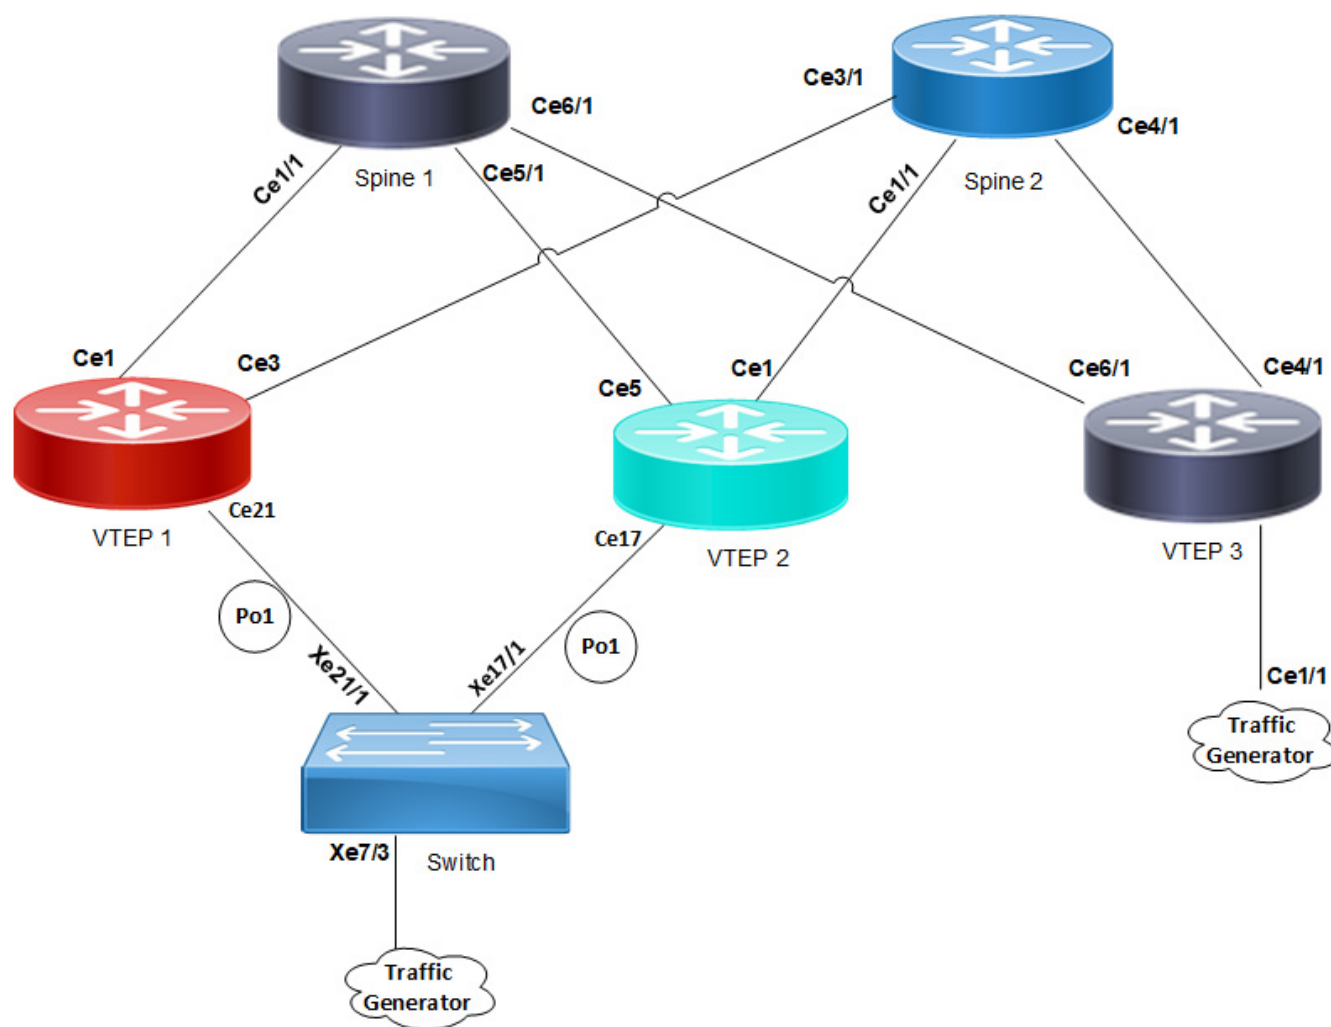 Ce3/1
Ce6/1
Ce4/1
Ce1/1
Spine 1
Ce5/1
Ce1/1
Spine 2
Ce1
Ce3
Ce5
Ce1
Ce6/1
Ce4/1
Ce21
VTEP 1
Ce17
VTEP 2
VTEP 3
Po1
Po1
Xe21/1
Xe17/1
Ce1/1
Traffic
Generator
Xe7/3
Switch
Traffic
Generator